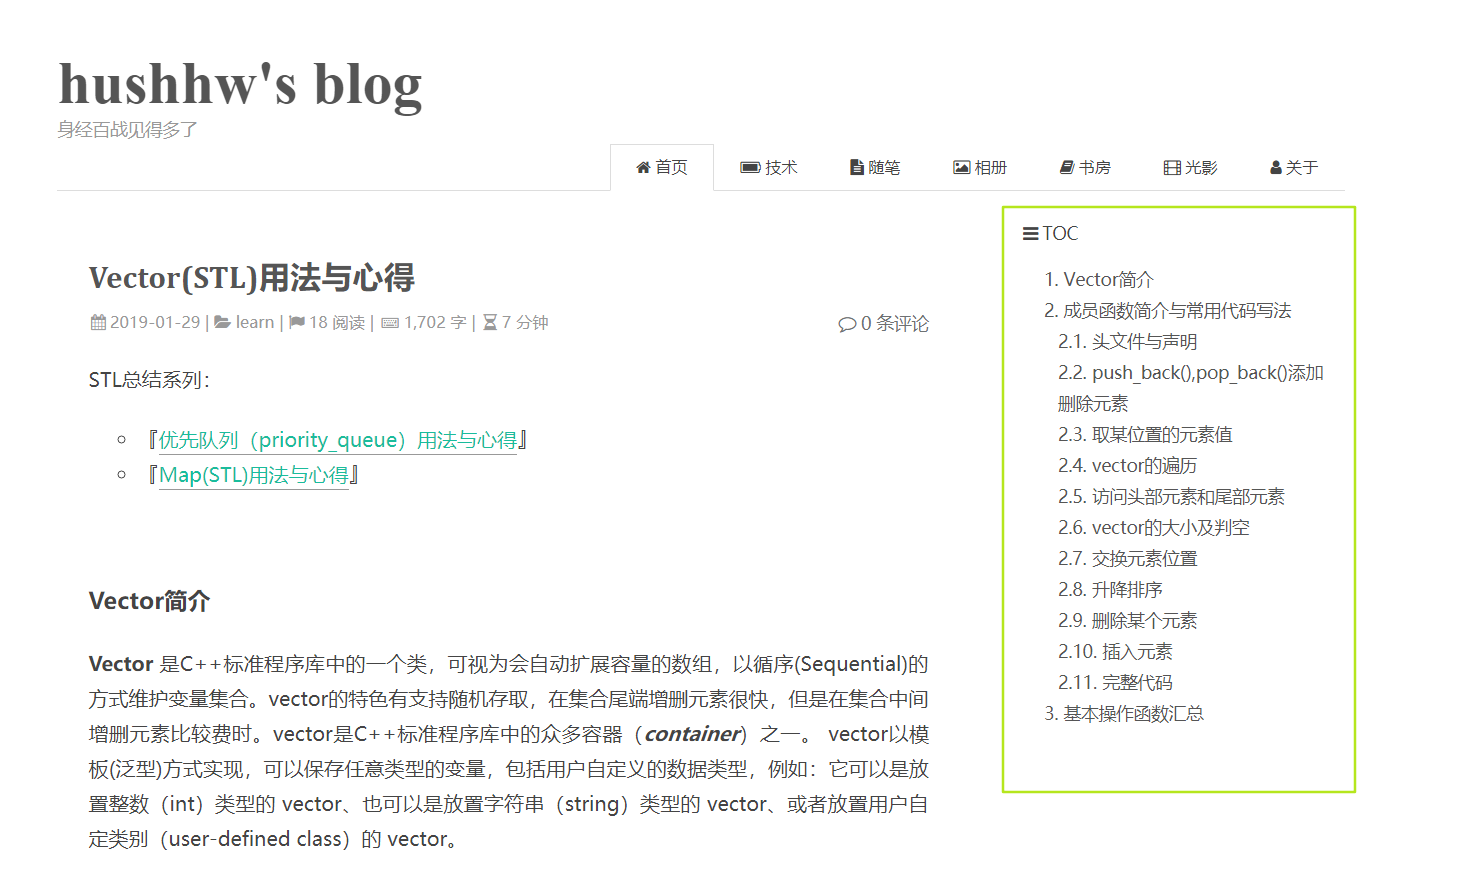 hushhw's blog
身经百战见得多了
首页 技术 随笔 相册 书房 光影 关于
Vector(STL)用法与心得
2019-01-29 | learn | 18 阅读 | 1,702 字 | 7 分钟
0 条评论
STL总结系列：
『优先队列（priority_queue）用法与心得』
『Map(STL)用法与心得』
Vector简介
Vector 是C++标准程序库中的一个类，可视为会自动扩展容量的数组，以循序(Sequential)的
方式维护变量集合。vector的特色有支持随机存取，在集合尾端增删元素很快，但是在集合中间
增删元素比较费时。vector是C++标准程序库中的众多容器（container）之一。 vector以模
板(泛型)方式实现，可以保存任意类型的变量，包括用户自定义的数据类型，例如：它可以是放
置整数（int）类型的 vector、也可以是放置字符串（string）类型的 vector、或者放置用户自
定类别（user-defined class）的 vector。
TOC
1. Vector简介
2. 成员函数简介与常用代码写法
2.1. 头文件与声明
2.2. push_back(),pop_back()添加
删除元素
2.3. 取某位置的元素值
2.4. vector的遍历
2.5. 访问头部元素和尾部元素
2.6. vector的大小及判空
2.7. 交换元素位置
2.8. 升降排序
2.9. 删除某个元素
2.10. 插入元素
2.11. 完整代码
3. 基本操作函数汇总